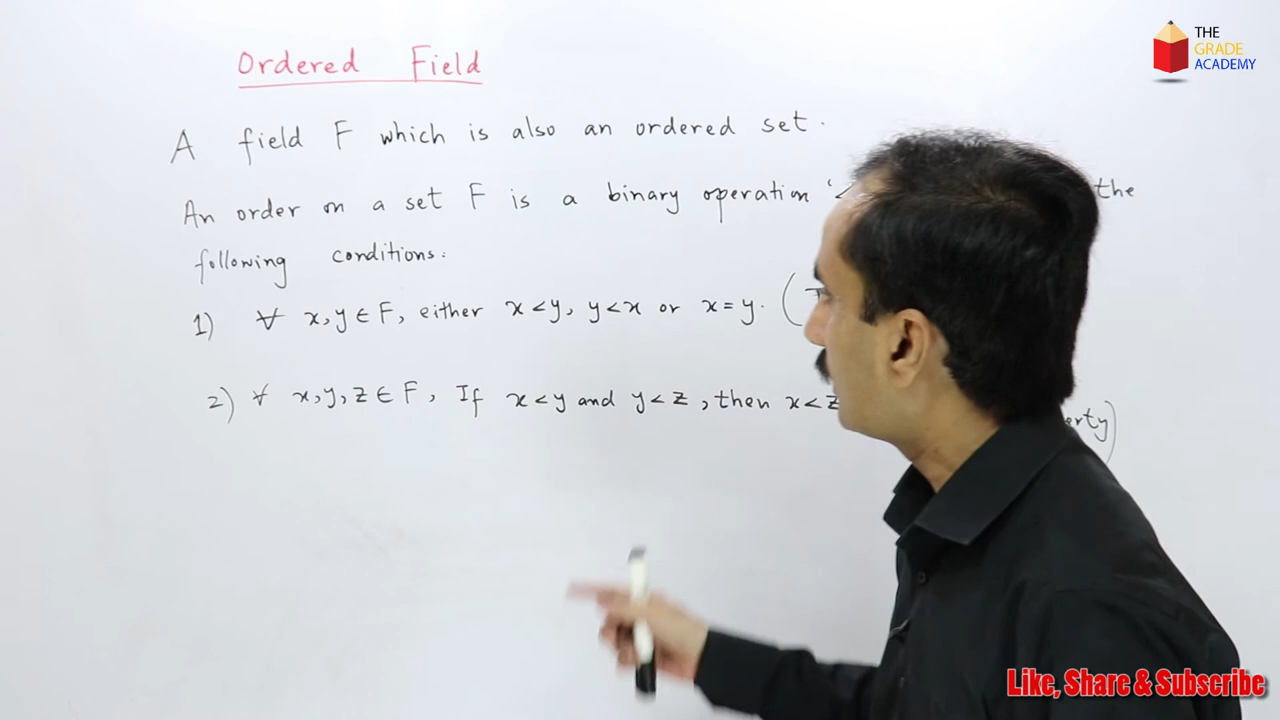 Ordered Field
THE
GRADE
ACADEMY
A field F which is also an ordered set.
An order on a set F is a binary operation '< the
following conditions:
1) ∀ x, y ∈ F, either x < y, y < x or x = y. (
2) ∀ x, y, z ∈ F, If x < y and y < z, then x < z erty)
Like, Share & Subscribe